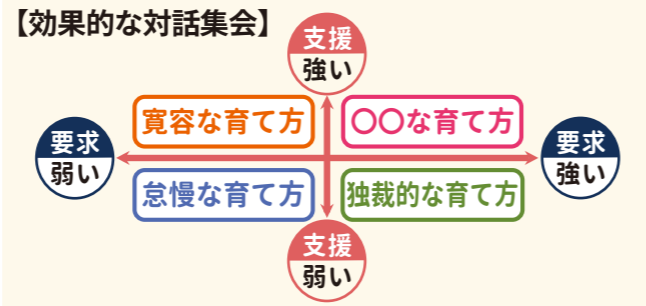 【効果的な対話集会】
支援
強い
寛容な育て方
〇〇な育て方
要求
弱い
要求
強い
怠慢な育て方
独裁的な育て方
支援
弱い